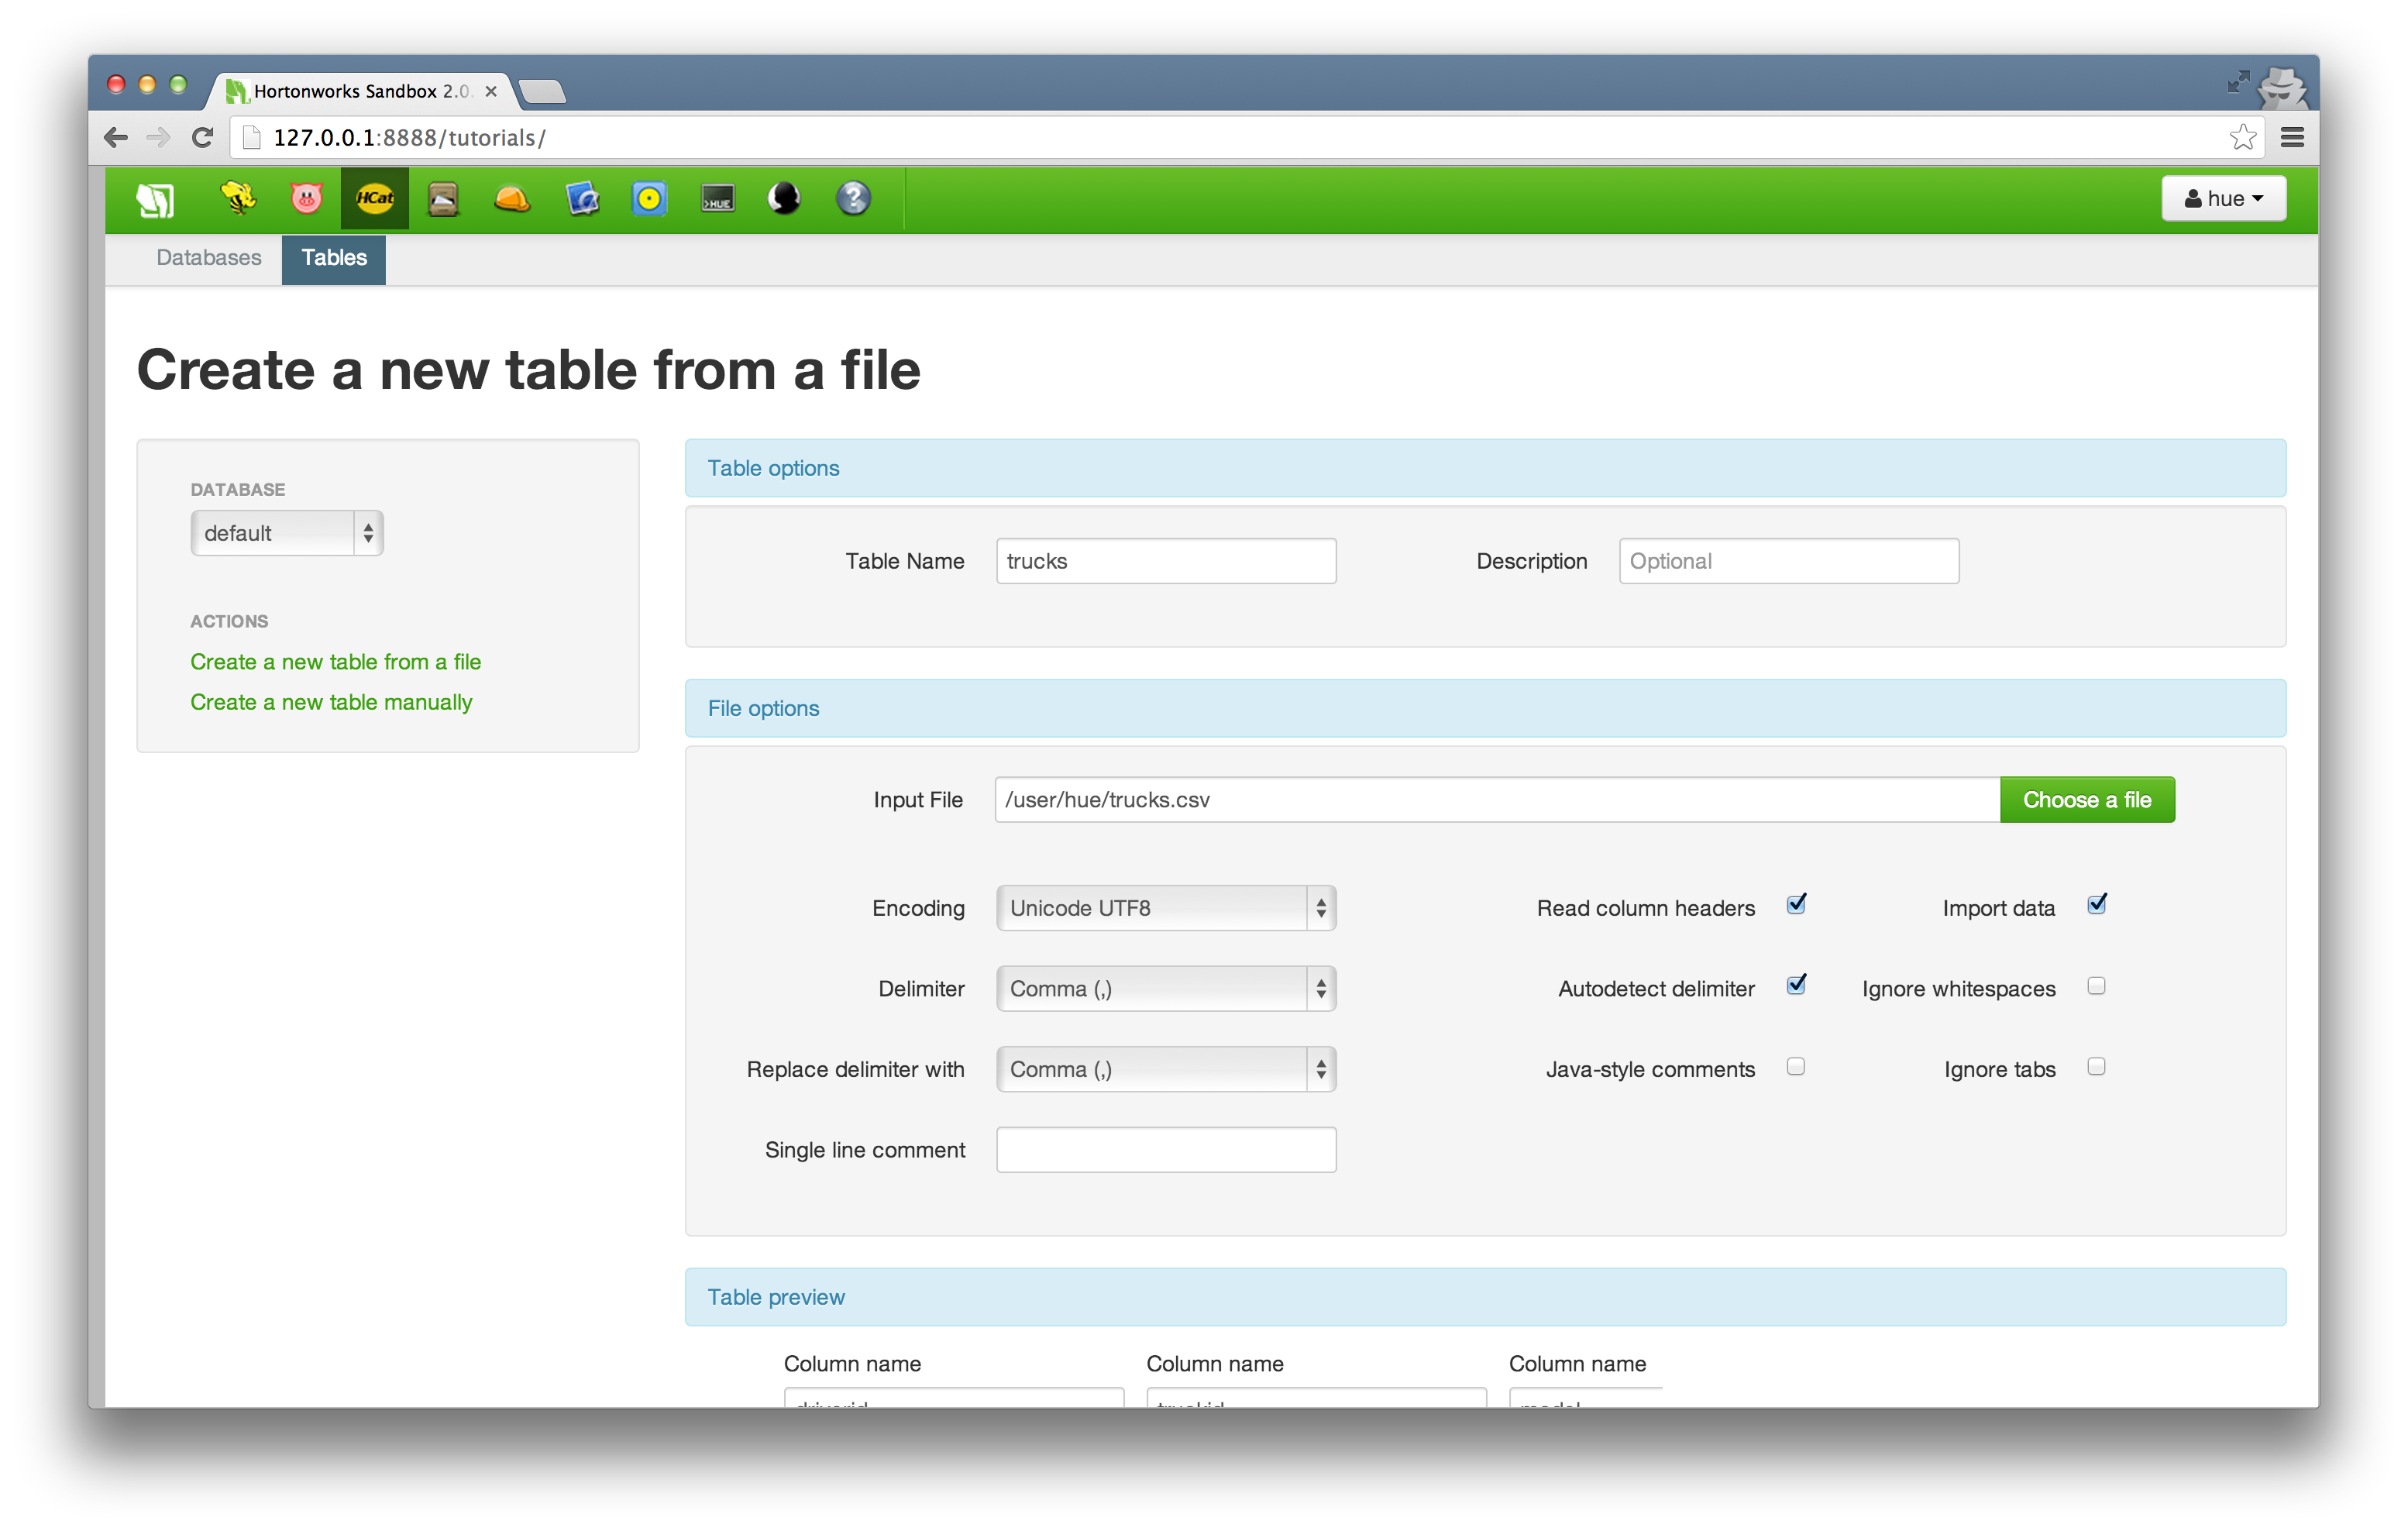 Hortonworks Sandbox 2.0.
127.0.0.1:8888/tutorials/
HCat
>HUE
?
hue
Databases
Tables
Create a new table from a file
DATABASE
default
ACTIONS
Create a new table from a file
Create a new table manually
Table options
Table Name
trucks
Description
Optional
File options
Input File
/user/hue/trucks.csv
Choose a file
Encoding
Unicode UTF8
Read column headers
Import data
Delimiter
Comma (,)
Autodetect delimiter
Ignore whitespaces
Replace delimiter with
Comma (,)
Java-style comments
Ignore tabs
Single line comment
Table preview
Column name
Column name
Column name
driverid
truckid
model